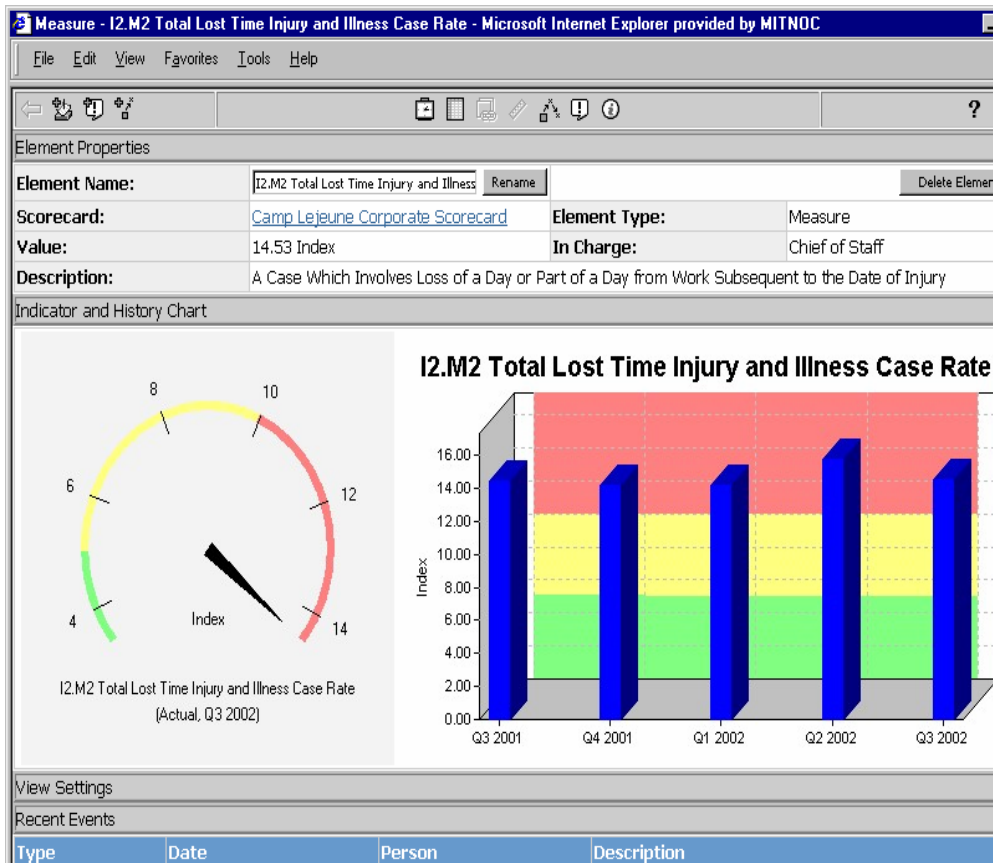 Measure - I2.M2 Total Lost Time Injury and Illness Case Rate - Microsoft Internet Explorer provided by MITNOC
File Edit View Favorites Tools Help
?
Element Properties
Element Name: I2.M2 Total Lost Time Injury and Illness Rename Delete Elemen
Scorecard: Camp Lejeune Corporate Scorecard Element Type: Measure
Value: 14.53 Index In Charge: Chief of Staff
Description: A Case Which Involves Loss of a Day or Part of a Day from Work Subsequent to the Date of Injury
Indicator and History Chart
4
6
8
10
12
14
Index
I2.M2 Total Lost Time Injury and Illness Case Rate
(Actual, Q3 2002)
I2.M2 Total Lost Time Injury and Illness Case Rate
16.00
14.00
12.00
10.00
8.00
6.00
4.00
2.00
0.00
Index
Q3 2001 Q4 2001 Q1 2002 Q2 2002 Q3 2002
View Settings
Recent Events
Type Date Person Description